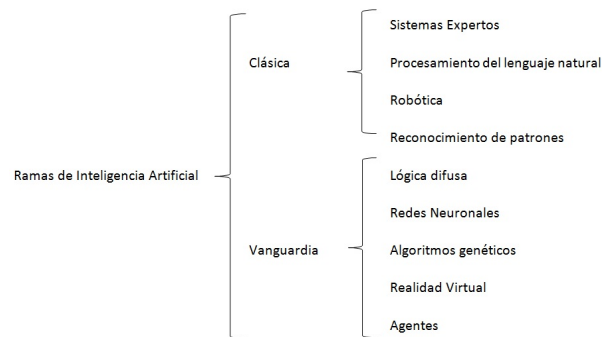 Ramas de Inteligencia Artificial
Clásica
Sistemas Expertos
Procesamiento del lenguaje natural
Robótica
Reconocimiento de patrones
Vanguardia
Lógica difusa
Redes Neuronales
Algoritmos genéticos
Realidad Virtual
Agentes